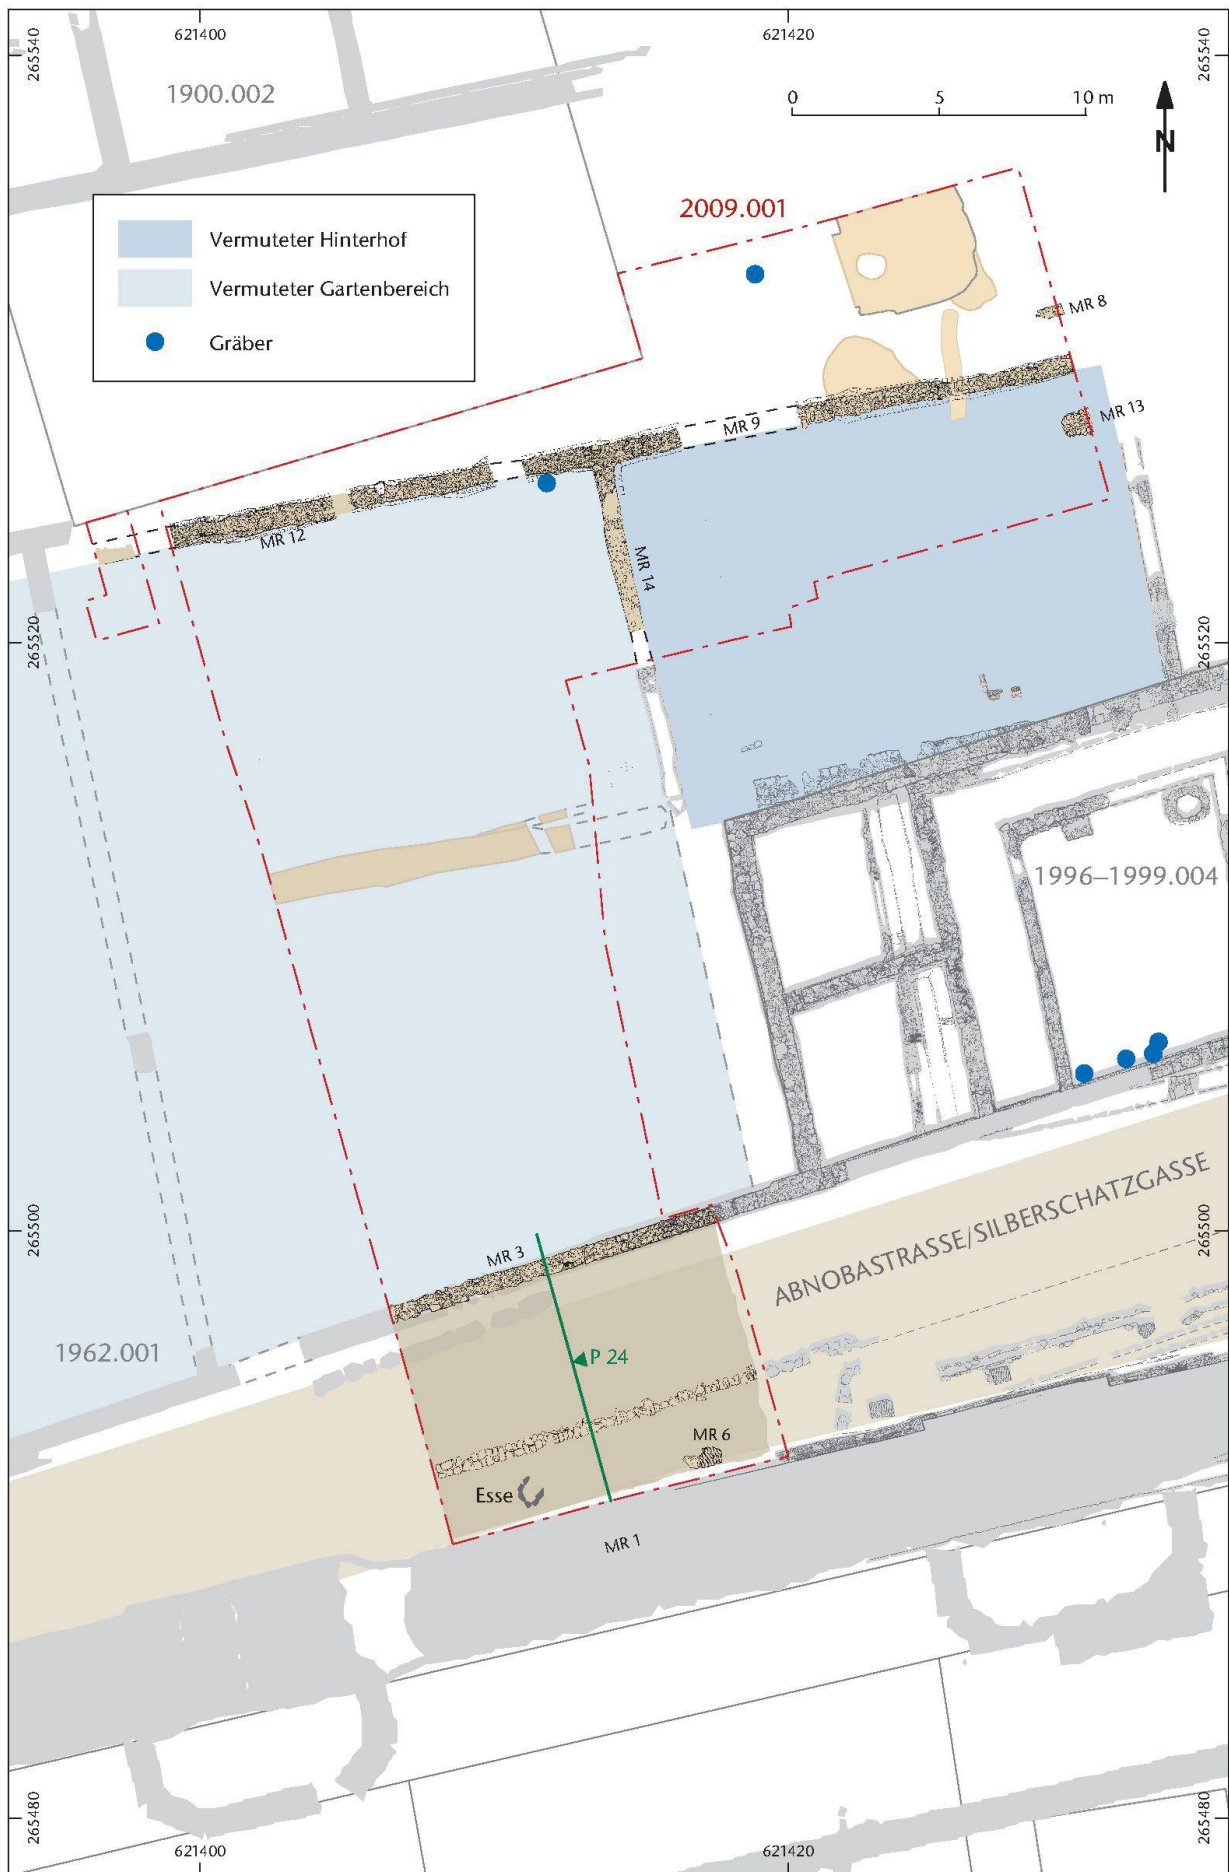 621400
621420
265540
265540
1900.002
0 5 10 m
N
2009.001
Vermuteter Hinterhof
Vermuteter Gartenbereich
Gräber
MR 8
MR 13
MR 9
MR 12
MR 14
265520
265520
1996–1999.004
ABNOBASTRASSE/SILBERSCHATZGASSE
265500
265500
MR 3
1962.001
P 24
MR 6
Esse
MR 1
265480
265480
621400
621420